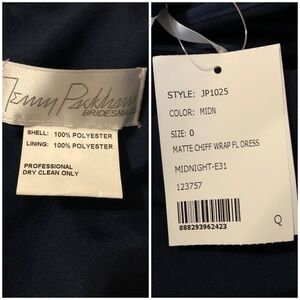 Jenny Packham
BRIDESMAIDS
SHELL: 100% POLYESTER
LINING: 100% POLYESTER
PROFESSIONAL
DRY CLEAN ONLY
STYLE: JP1025
COLOR: MIDN
SIZE: 0
MATTE CHIFF WRAP FL DRESS
MIDNIGHT-E31
123757
888293962423
Q